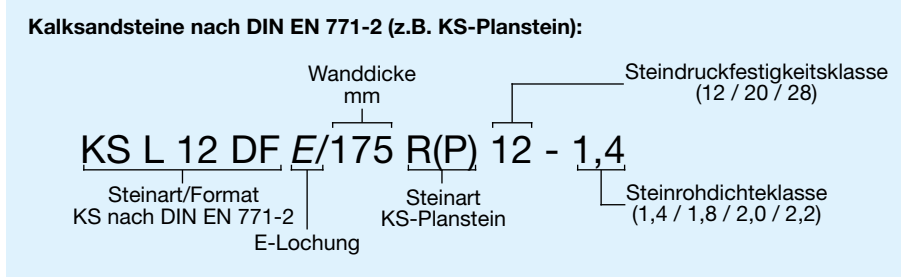 Kalksandsteine nach DIN EN 771-2 (z.B. KS-Planstein):
Wanddicke
mm
Steindruckfestigkeitsklasse
(12 / 20 / 28)
KS L 12 DF E/175 R(P) 12 - 1,4
Steinart/Format
KS nach DIN EN 771-2
E-Lochung
Steinart
KS-Planstein
Steinrohdichteklasse
(1,4 / 1,8 / 2,0 / 2,2)